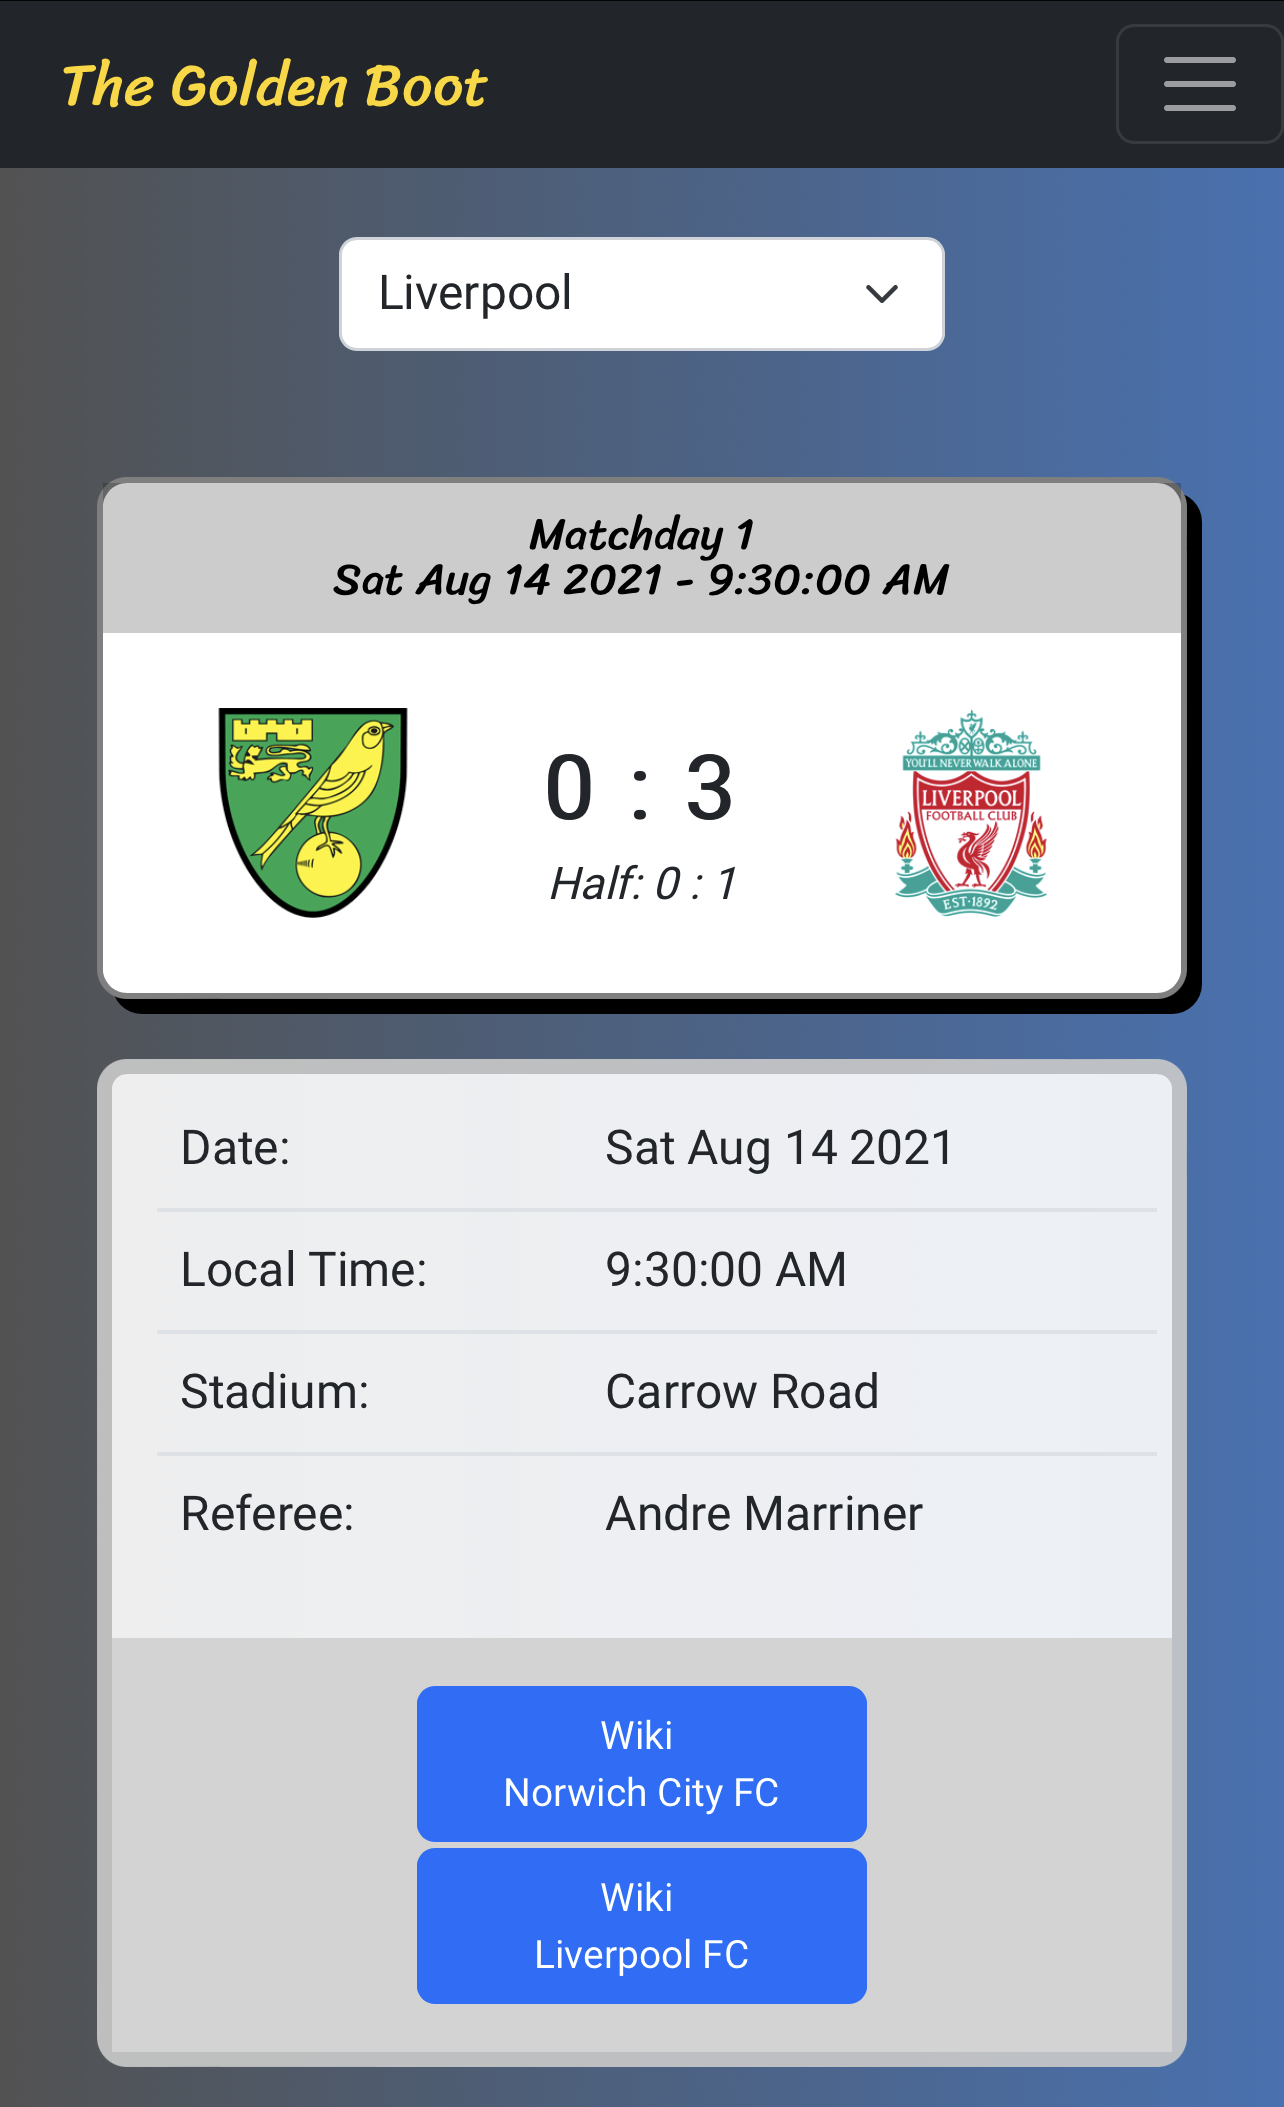 The Golden Boot
Liverpool
Matchday 1
Sat Aug 14 2021 - 9:30:00 AM
0 : 3
Half: 0 : 1
YOU'LL NEVER WALK ALONE
LIVERPOOL
FOOTBALL CLUB
EST·1892
Date: Sat Aug 14 2021
Local Time: 9:30:00 AM
Stadium: Carrow Road
Referee: Andre Marriner
Wiki
Norwich City FC
Wiki
Liverpool FC